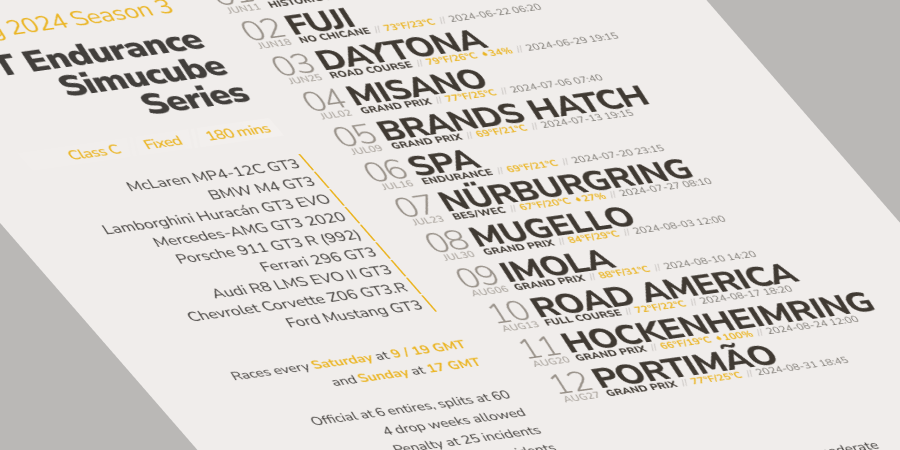 2024 Season 3
T Endurance
Simucube
Series
Class C Fixed 180 mins
McLaren MP4-12C GT3
BMW M4 GT3
Lamborghini Huracán GT3 EVO
Mercedes-AMG GT3 2020
Porsche 911 GT3 R (992)
Ferrari 296 GT3
Audi R8 LMS EVO II GT3
Chevrolet Corvette Z06 GT3.R
Ford Mustang GT3
Races every Saturday at 9 / 19 GMT
and Sunday at 17 GMT
Official at 6 entires, splits at 60
4 drop weeks allowed
Penalty at 25 incidents
JUN11
02 FUJI
JUN18 NO CHICANE // 73°F/23°C // 2024-06-22 06:20
03 DAYTONA
JUN25 ROAD COURSE // 79°F/26°C 34% // 2024-06-29 19:15
04 MISANO
JUL02 GRAND PRIX // 77°F/25°C // 2024-07-06 07:40
05 BRANDS HATCH
JUL09 GRAND PRIX // 69°F/21°C // 2024-07-13 19:15
06 SPA
JUL16 ENDURANCE // 69°F/21°C // 2024-07-20 23:15
07 NÜRBURGRING
JUL23 BES/WEC // 67°F/20°C 27% // 2024-07-27 08:10
08 MUGELLO
JUL30 GRAND PRIX // 84°F/29°C // 2024-08-03 12:00
09 IMOLA
AUG06 GRAND PRIX // 88°F/31°C // 2024-08-10 14:20
10 ROAD AMERICA
AUG13 FULL COURSE // 72°F/22°C // 2024-08-17 18:20
11 HOCKENHEIMRING
AUG20 GRAND PRIX // 66°F/19°C 100% // 2024-08-24 12:00
12 PORTIMÃO
AUG27 GRAND PRIX // 77°F/25°C // 2024-08-31 18:45